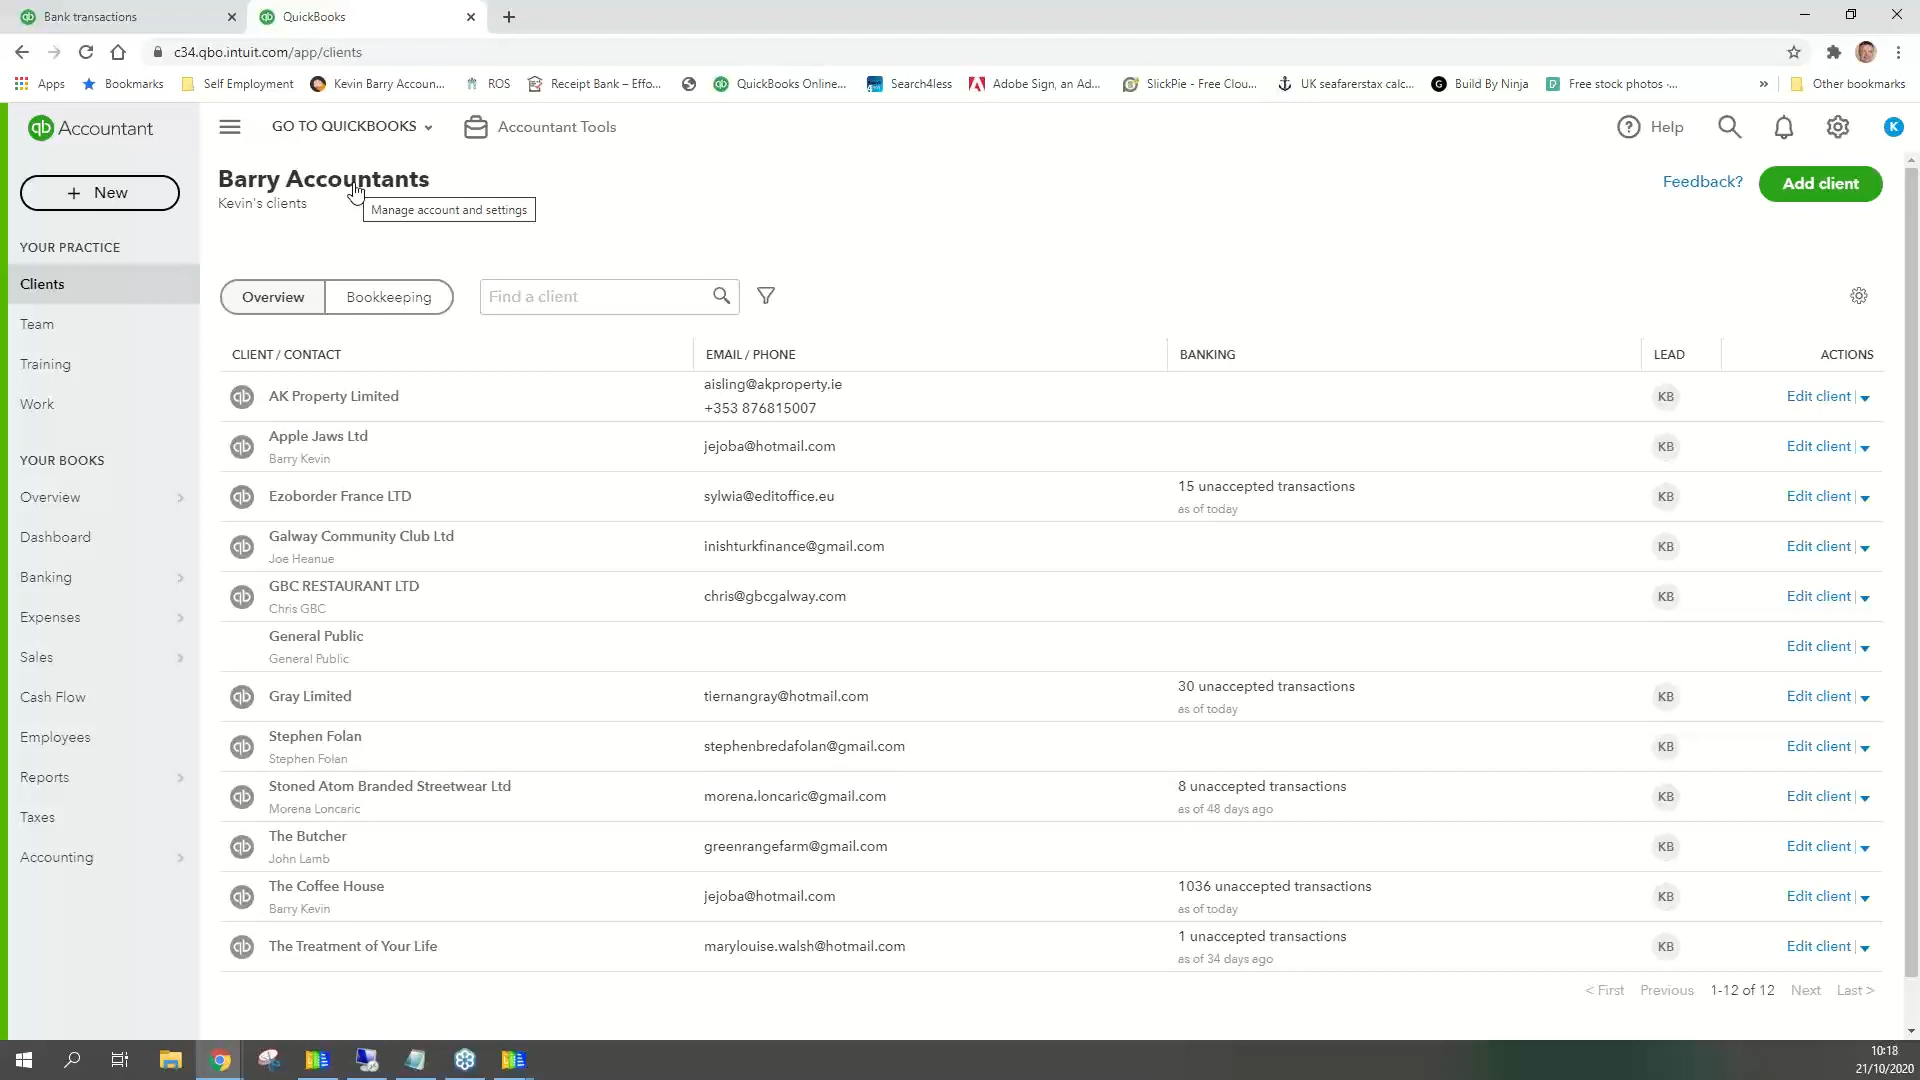 Bank transactions
QuickBooks
c34.qbo.intuit.com/app/clients
Apps
Bookmarks
Self Employment
Kevin Barry Accoun...
ROS
Receipt Bank – Effo...
QuickBooks Online...
Search4less
Adobe Sign, an Ad...
SlickPie - Free Clou...
UK seafarerstax calc...
Build By Ninja
Free stock photos ·...
»
Other bookmarks
qb Accountant
GO TO QUICKBOOKS
Accountant Tools
Help
K
+ New
Barry Accountants
Kevin's clients
Manage account and settings
Feedback?
Add client
YOUR PRACTICE
Clients
Team
Training
Work
YOUR BOOKS
Overview
Dashboard
Banking
Expenses
Sales
Cash Flow
Employees
Reports
Taxes
Accounting
Overview
Bookkeeping
Find a client
CLIENT / CONTACT EMAIL / PHONE BANKING LEAD ACTIONS
qb AK Property Limited aisling@akproperty.ie KB Edit client
+353 876815007
qb Apple Jaws Ltd jejoba@hotmail.com KB Edit client
Barry Kevin
qb Ezoborder France LTD sylwia@editoffice.eu 15 unaccepted transactions KB Edit client
as of today
qb Galway Community Club Ltd inishturkfinance@gmail.com KB Edit client
Joe Heanue
qb GBC RESTAURANT LTD chris@gbcgalway.com KB Edit client
Chris GBC
General Public Edit client
General Public
qb Gray Limited tiernangray@hotmail.com 30 unaccepted transactions KB Edit client
as of today
qb Stephen Folan stephenbredafolan@gmail.com KB Edit client
Stephen Folan
qb Stoned Atom Branded Streetwear Ltd morena.loncaric@gmail.com 8 unaccepted transactions KB Edit client
Morena Loncaric as of 48 days ago
qb The Butcher greenrangefarm@gmail.com KB Edit client
John Lamb
qb The Coffee House jejoba@hotmail.com 1036 unaccepted transactions KB Edit client
Barry Kevin as of today
qb The Treatment of Your Life marylouise.walsh@hotmail.com 1 unaccepted transactions KB Edit client
as of 34 days ago
< First Previous 1-12 of 12 Next Last >
10:18
21/10/2020